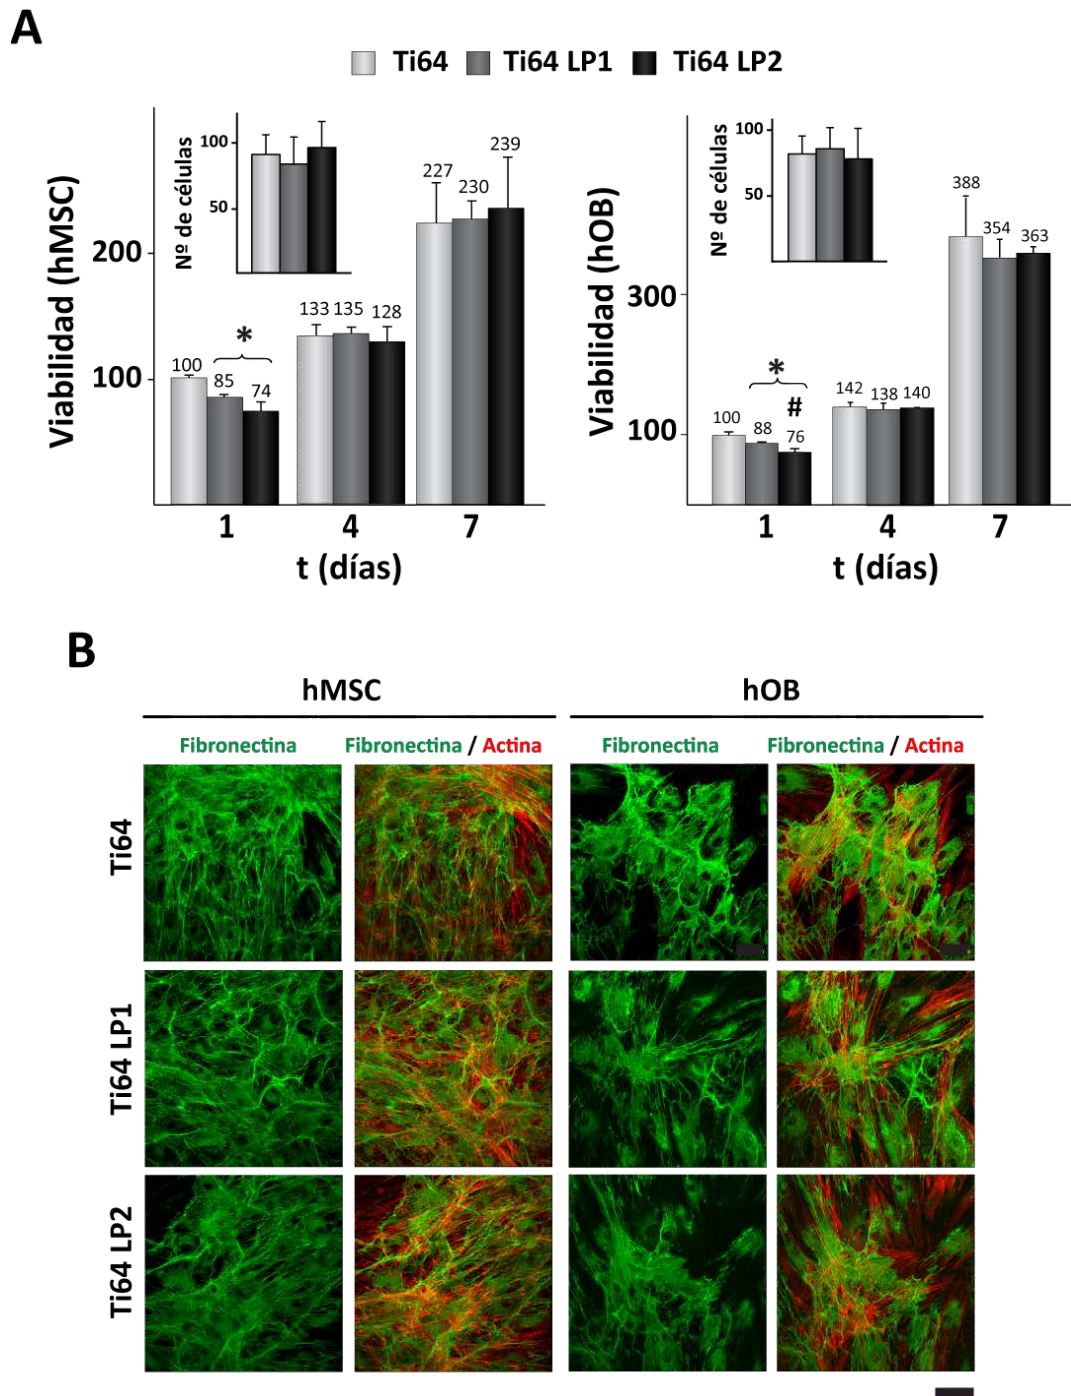 A
Ti64 Ti64 LP1 Ti64 LP2
Viabilidad (hMSC)
200
100
Nº de células
100
50
100 85 74
*
133 135 128
227 230 239
1 4 7
t (días)
Viabilidad (hOB)
300
100
Nº de células
100
50
100 88 76
*
#
142 138 140
388 354 363
1 4 7
t (días)
B
hMSC hOB
Fibronectina Fibronectina / Actina Fibronectina Fibronectina / Actina
Ti64
Ti64 LP1
Ti64 LP2